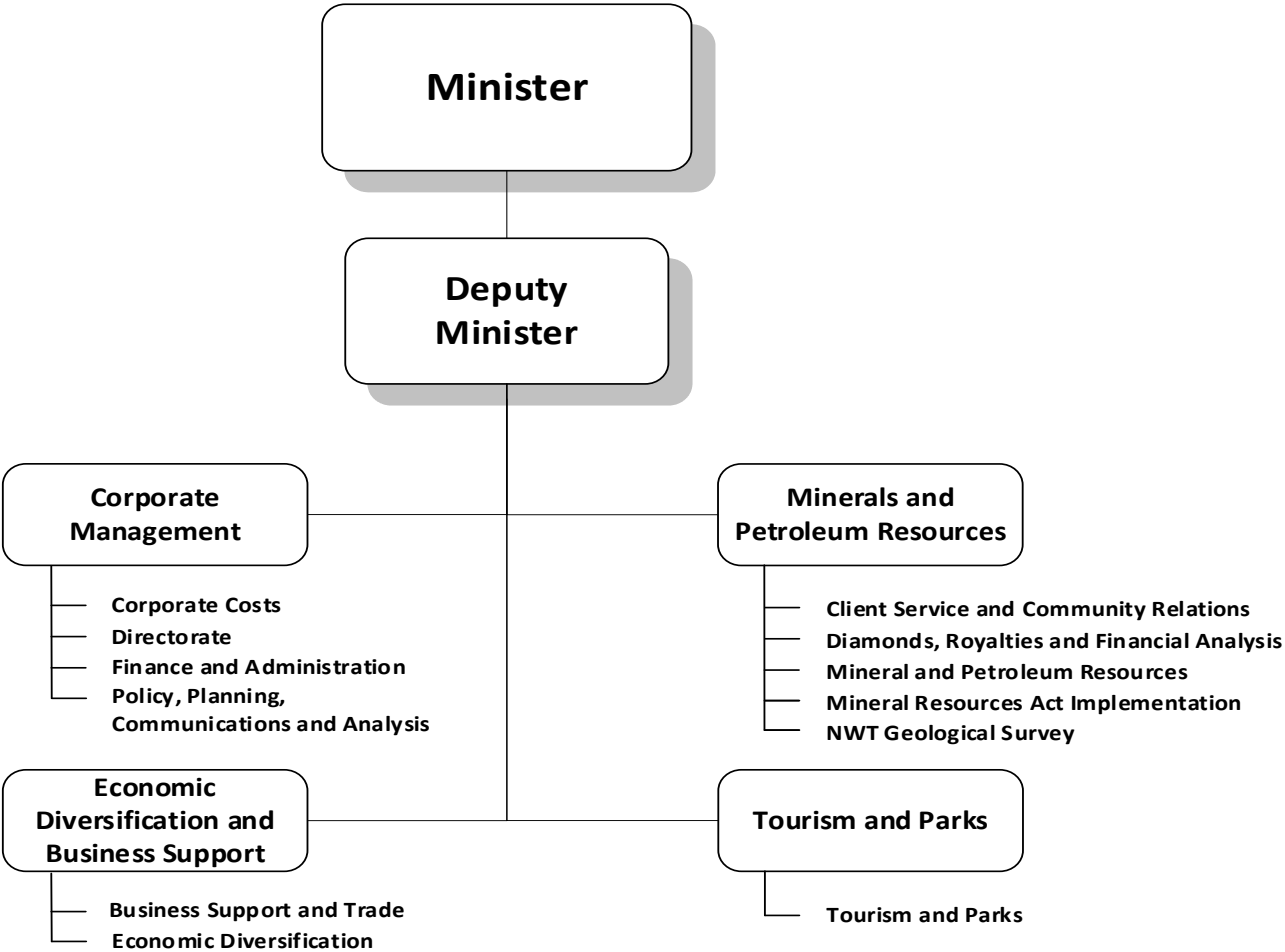 Minister
Deputy
Minister
Corporate
Management
Corporate Costs
Directorate
Finance and Administration
Policy, Planning,
Communications and Analysis
Minerals and
Petroleum Resources
Client Service and Community Relations
Diamonds, Royalties and Financial Analysis
Mineral and Petroleum Resources
Mineral Resources Act Implementation
NWT Geological Survey
Economic
Diversification and
Business Support
Business Support and Trade
Economic Diversification
Tourism and Parks
Tourism and Parks